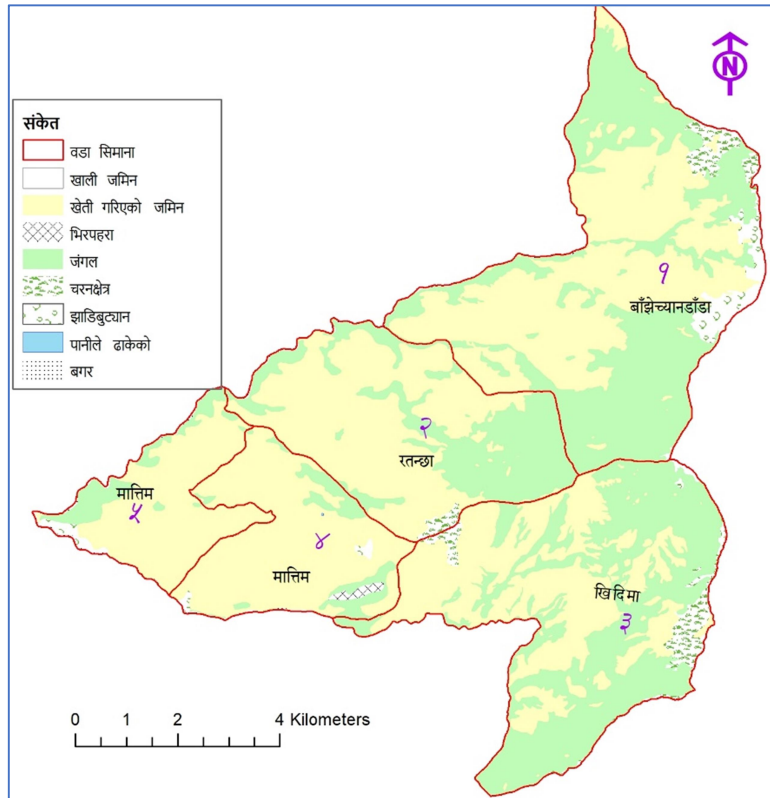 N
संकेत
वडा सिमाना
खाली जमिन
खेती गरिएको जमिन
भिरपहरा
जंगल
चरनक्षेत्र
झाडिबुट्यान
पानीले ढाकेको
बगर
१
बाँझेच्यानडाँडा
२
रतन्छा
मात्तिम
५
४
मात्तिम
खिदिमा
३
0 1 2 4 Kilometers